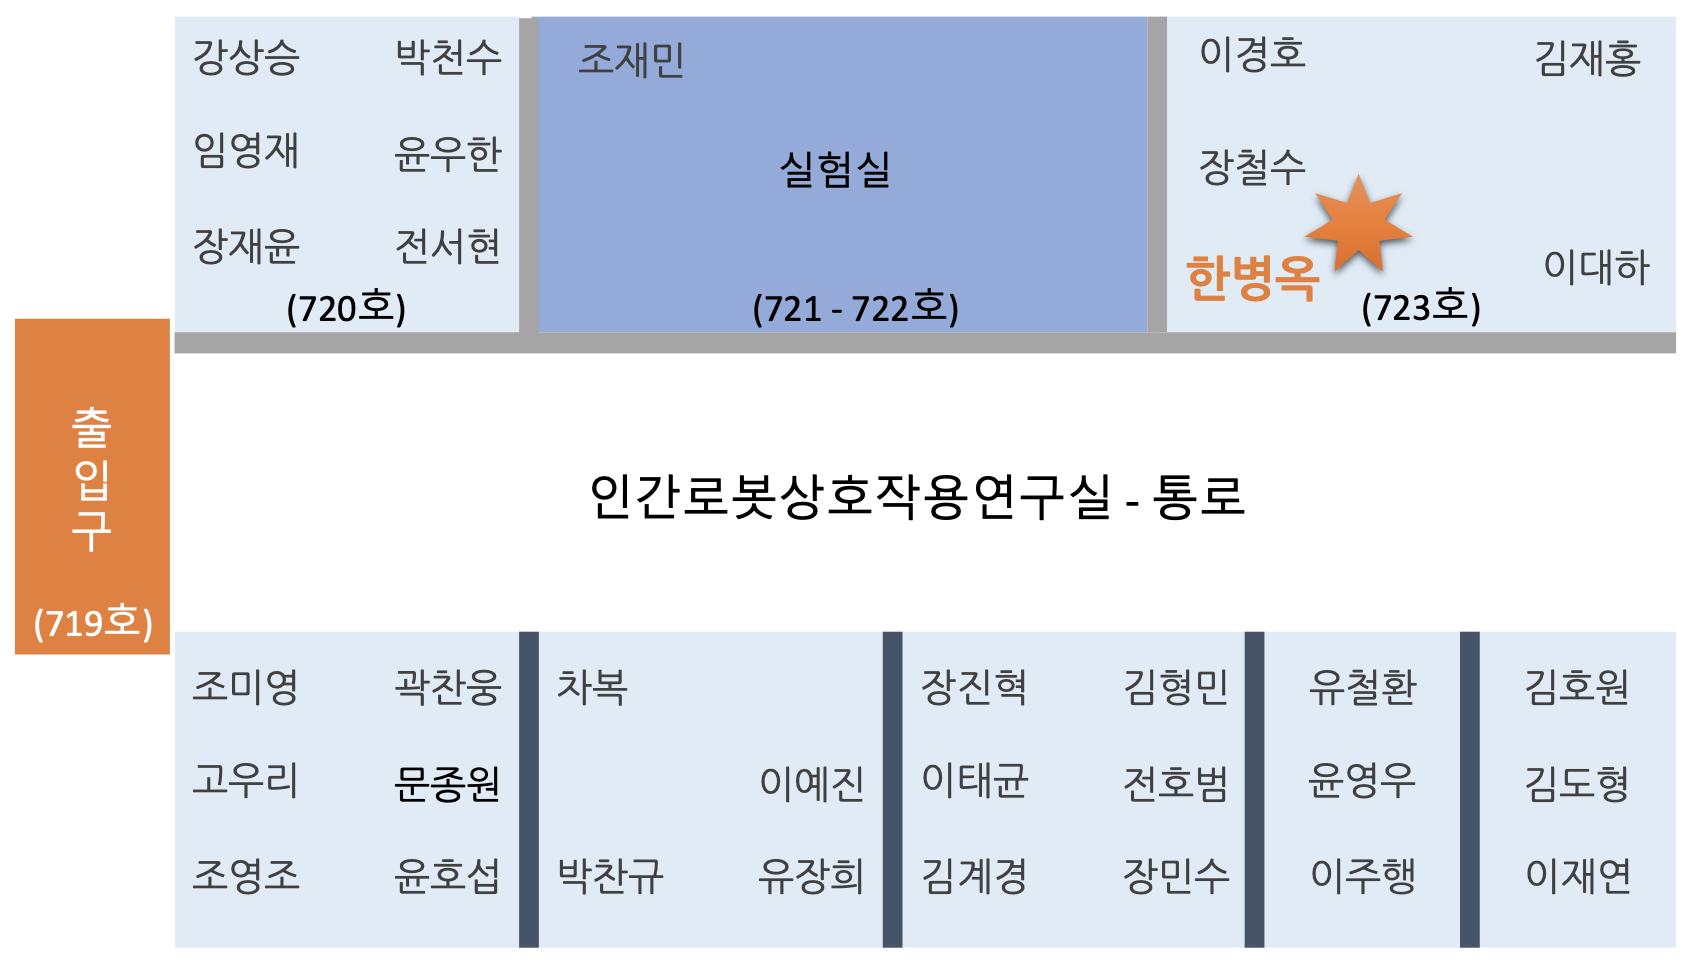 강상승 박천수
임영재 윤우한
장재윤 전서현
(720호)
조재민
실험실
(721 - 722호)
이경호 김재홍
장철수
한병옥 이대하
(723호)
출
입
구
(719호)
인간로봇상호작용연구실 - 통로
조미영 곽찬웅
고우리 문종원
조영조 윤호섭
차복
이예진
박찬규 유장희
장진혁 김형민
이태균 전호범
김계경 장민수
유철환
윤영우
이주행
김호원
김도형
이재연